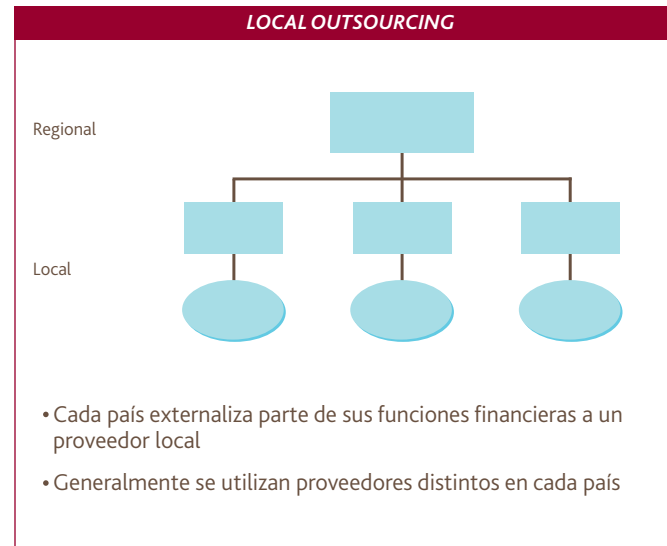 LOCAL OUTSOURCING
Regional
Local
• Cada país externaliza parte de sus funciones financieras a un
proveedor local
• Generalmente se utilizan proveedores distintos en cada país